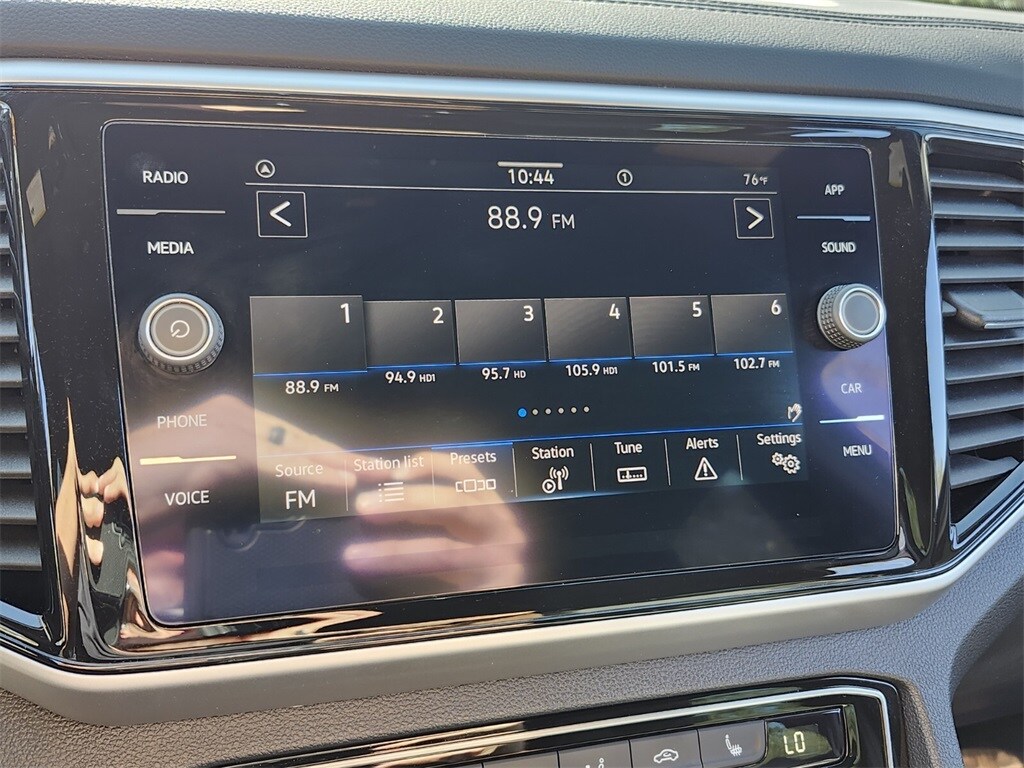 RADIO
10:44
1
76°F
APP
88.9 FM
MEDIA
SOUND
1 2 3 4 5 6
88.9 FM 94.9 HD1 95.7 HD 105.9 HD1 101.5 FM 102.7 FM
CAR
PHONE
Source Station list Presets Station Tune Alerts Settings
FM
MENU
VOICE
LO